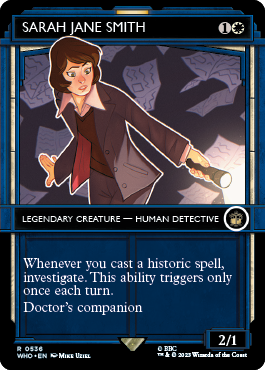 SARAH JANE SMITH 1
LEGENDARY CREATURE — HUMAN DETECTIVE
Whenever you cast a historic spell,
investigate. This ability triggers only
once each turn.
Doctor's companion
2/1
R 0536
WHO • EN MIKE UZIEL
© BBC
™ & © 2023 Wizards of the Coast